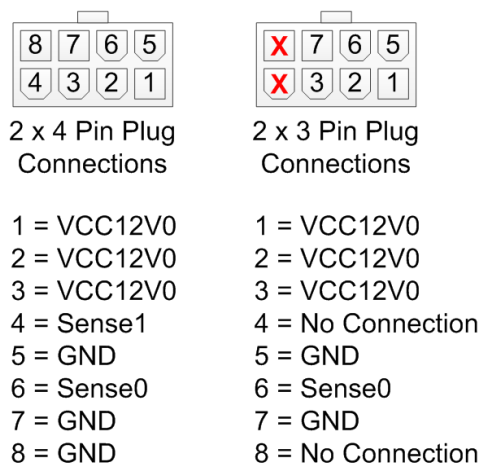 8 7 6 5
4 3 2 1
2 x 4 Pin Plug
Connections
1 = VCC12V0
2 = VCC12V0
3 = VCC12V0
4 = Sense1
5 = GND
6 = Sense0
7 = GND
8 = GND
X 7 6 5
X 3 2 1
2 x 3 Pin Plug
Connections
1 = VCC12V0
2 = VCC12V0
3 = VCC12V0
4 = No Connection
5 = GND
6 = Sense0
7 = GND
8 = No Connection